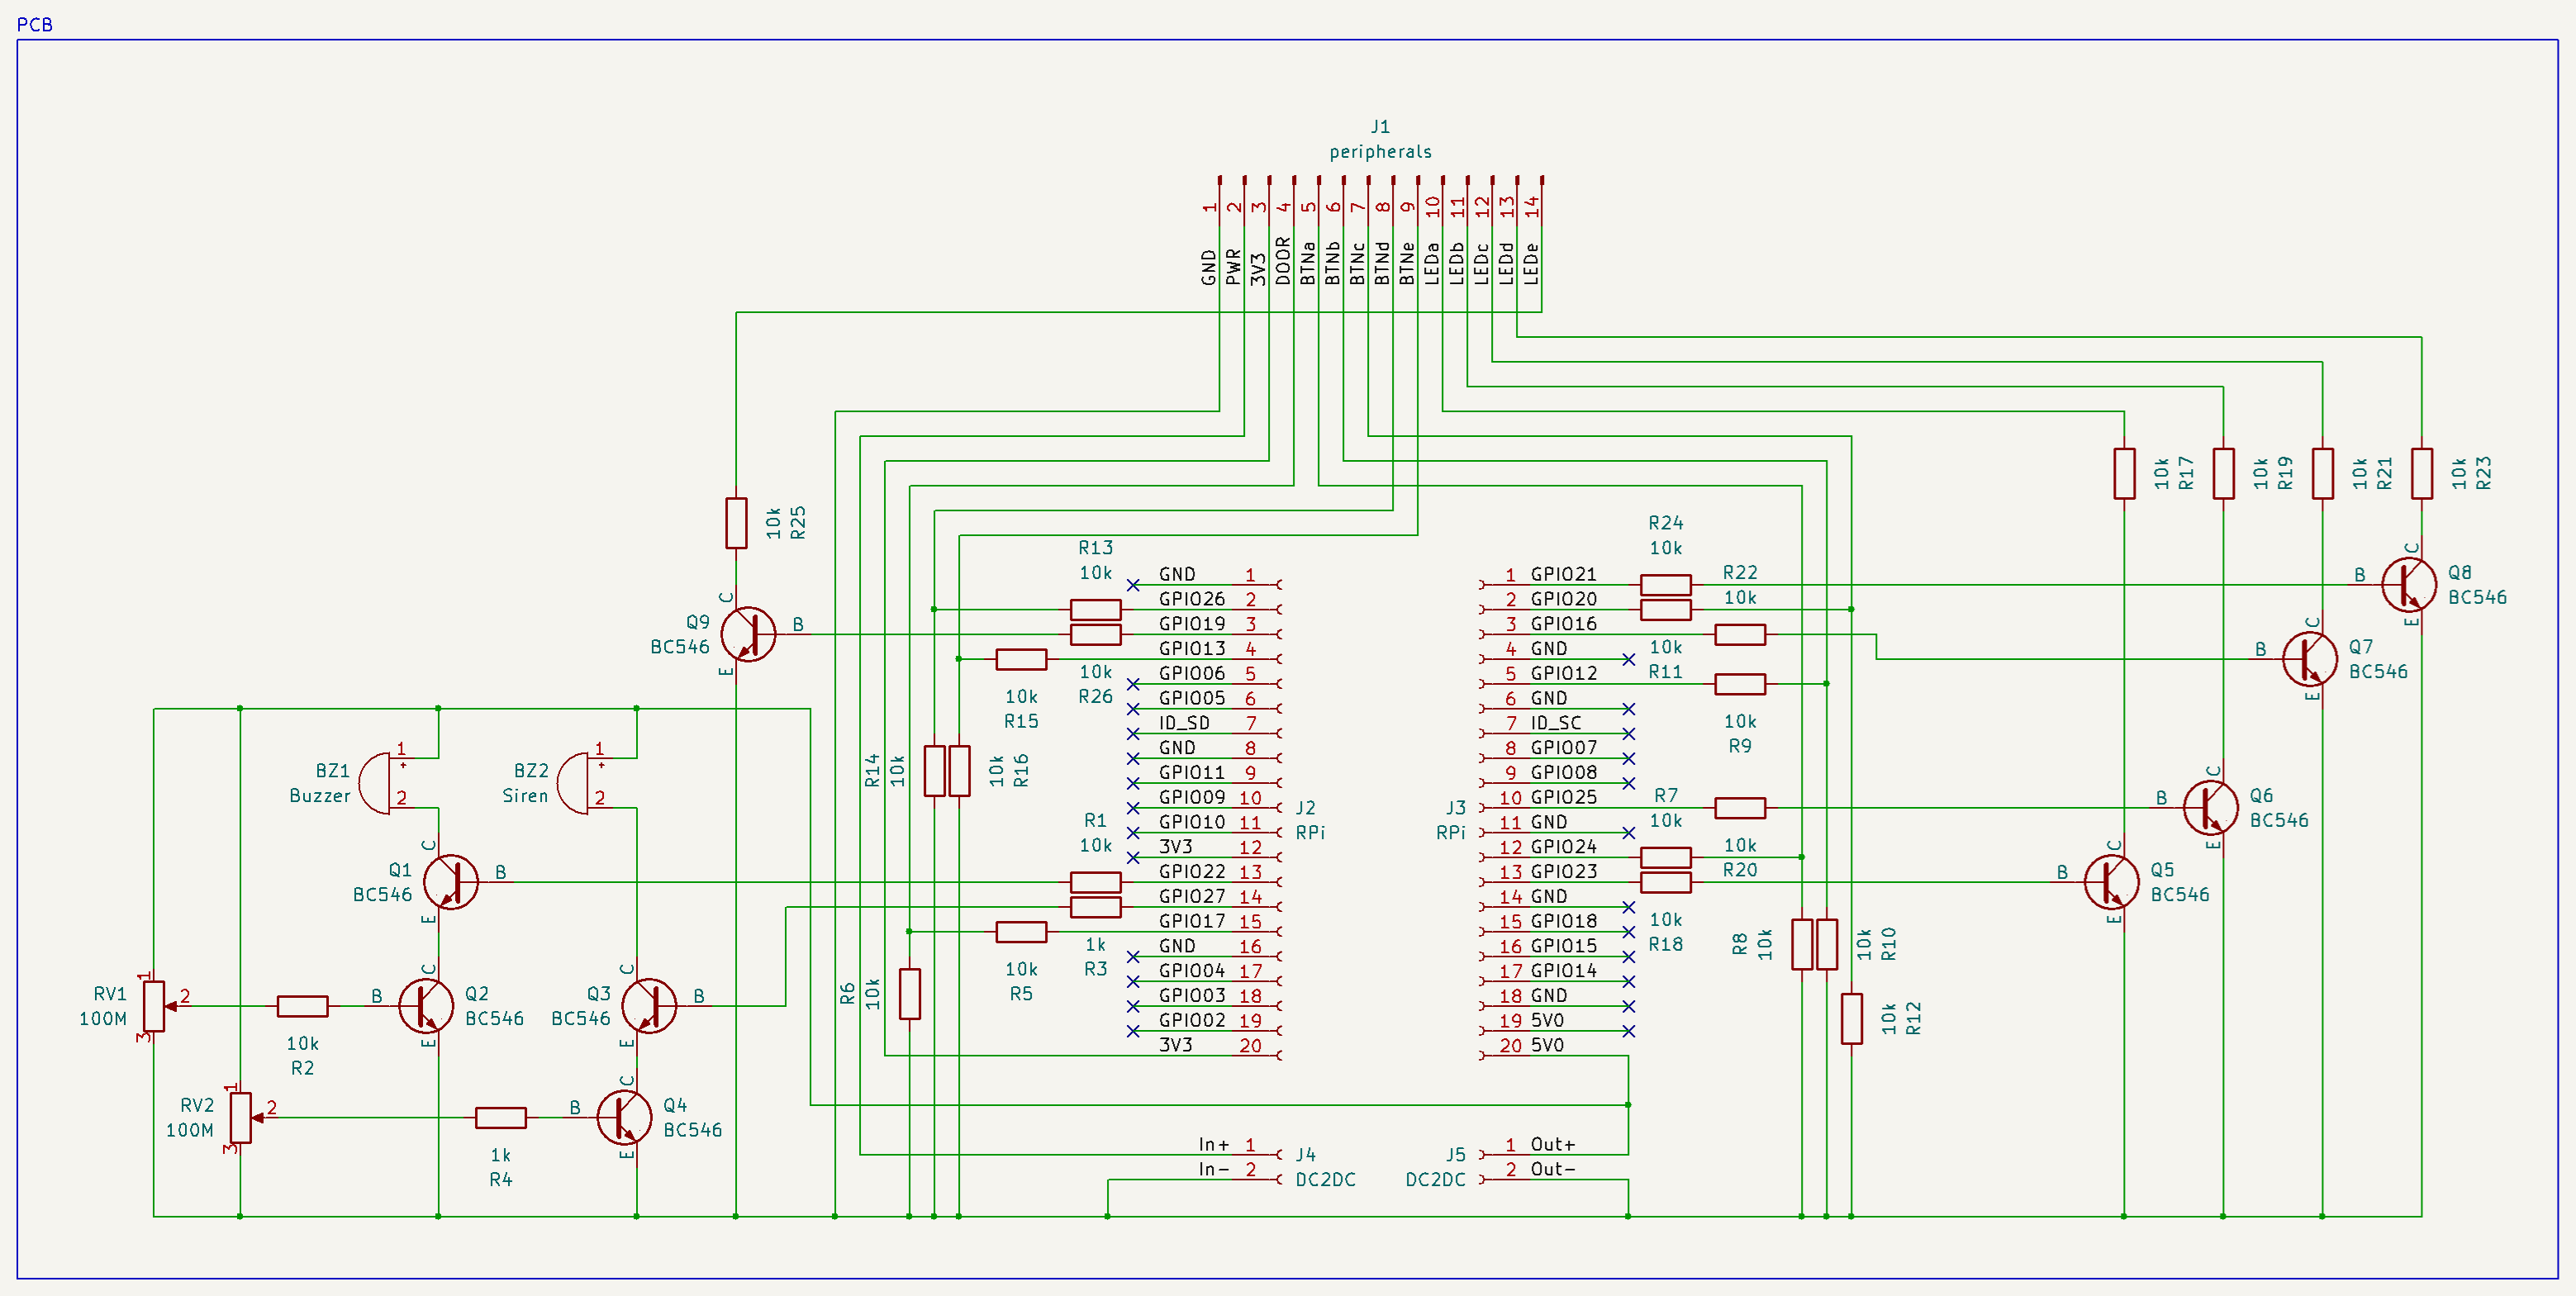 PCB
J1
peripherals
1 2 3 4 5 6 7 8 9 10 11 12 13 14
GND PWR 3V3 DOOR BTNa BTNb BTNc BTNd BTNe LEDa LEDb LEDc LEDd LEDe
10k R25
10k R17
10k R19
10k R21
10k R23
R13
10k
R24
10k
R22
10k
C
B
E
Q9
BC546
C
B
E
Q8
BC546
C
B
E
Q7
BC546
GND 1
GPIO26 2
GPIO19 3
GPIO13 4
GPIO06 5
GPIO05 6
ID_SD 7
GND 8
GPIO11 9
GPIO09 10
GPIO10 11
3V3 12
GPIO22 13
GPIO27 14
GPIO17 15
GND 16
GPIO04 17
GPIO03 18
GPIO02 19
3V3 20
J2
RPi
1 GPIO21
2 GPIO20
3 GPIO16
4 GND
5 GPIO12
6 GND
7 ID_SC
8 GPIO07
9 GPIO08
10 GPIO25
11 GND
12 GPIO24
13 GPIO23
14 GND
15 GPIO18
16 GPIO15
17 GPIO14
18 GND
19 5V0
20 5V0
J3
RPi
10k
R26
10k
R15
10k
R11
10k
R9
R14 10k
10k R16
R1
10k
R7
10k
10k
R20
10k
R18
1k
R3
10k
R5
R6 10k
R8 10k
10k R10
10k R12
BZ1
Buzzer
1
+
2
BZ2
Siren
1
+
2
C
B
E
Q1
BC546
C
B
E
Q6
BC546
C
B
E
Q5
BC546
RV1
100M
1
2
3
10k
R2
C
B
E
Q2
BC546
C
B
E
Q3
BC546
RV2
100M
1
2
3
1k
R4
C
B
E
Q4
BC546
In+ 1
In- 2
J4
DC2DC
J5
DC2DC
1 Out+
2 Out-